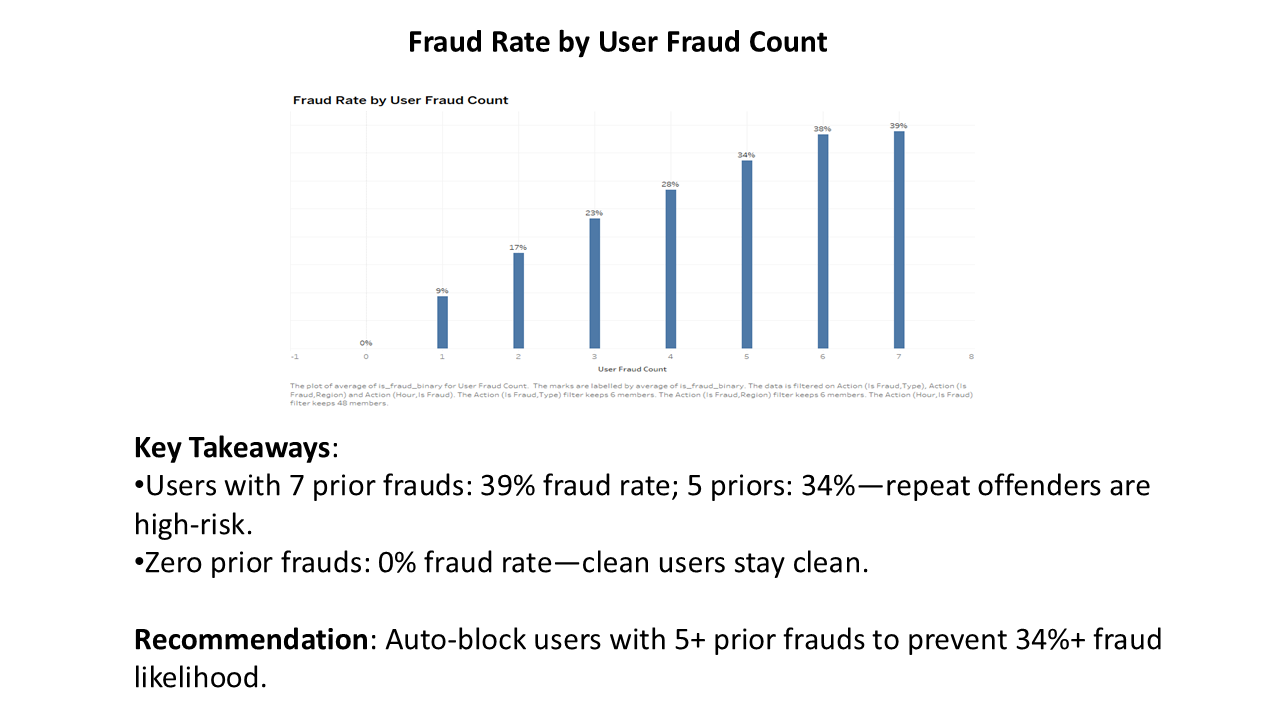 Fraud Rate by User Fraud Count
Fraud Rate by User Fraud Count
39%
38%
34%
28%
23%
17%
9%
0%
-1 0 1 2 3 4 5 6 7 8
User Fraud Count
The plot of average of is_fraud_binary for User Fraud Count. The marks are labelled by average of is_fraud_binary. The data is filtered on Action (Is Fraud,Type), Action (Is
Fraud,Region) and Action (Hour,Is Fraud). The Action (Is Fraud,Type) filter keeps 6 members. The Action (Is Fraud,Region) filter keeps 6 members. The Action (Hour,Is Fraud)
filter keeps 48 members.
Key Takeaways:
•Users with 7 prior frauds: 39% fraud rate; 5 priors: 34%—repeat offenders are
high-risk.
•Zero prior frauds: 0% fraud rate—clean users stay clean.
Recommendation: Auto-block users with 5+ prior frauds to prevent 34%+ fraud
likelihood.